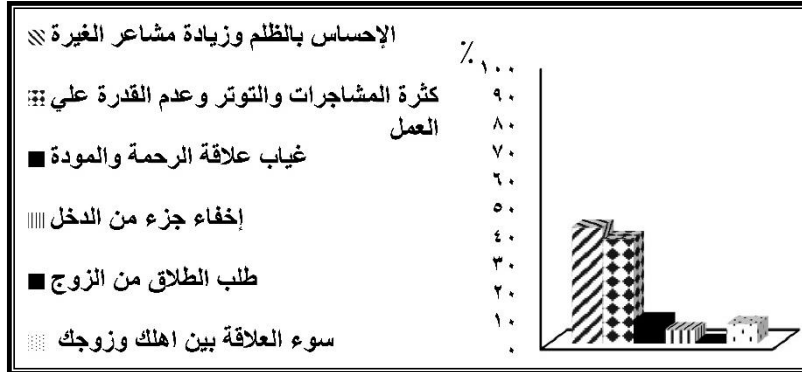 الإحساس بالظلم وزيادة مشاعر الغيرة
كثرة المشاجرات والتوتر وعدم القدرة علي
العمل
غياب علاقة الرحمة والمودة
إخفاء جزء من الدخل
طلب الطلاق من الزوج
سوء العلاقة بين اهلك وزوجك
٪
١٠٠
٩٠
٨٠
٧٠
٦٠
٥٠
٤٠
٣٠
٢٠
١٠
٠